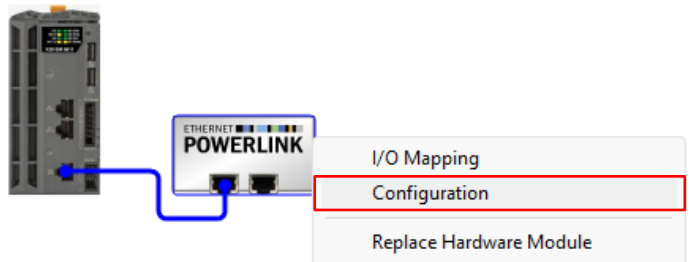 ETHERNET
POWERLINK
I/O Mapping
Configuration
Replace Hardware Module